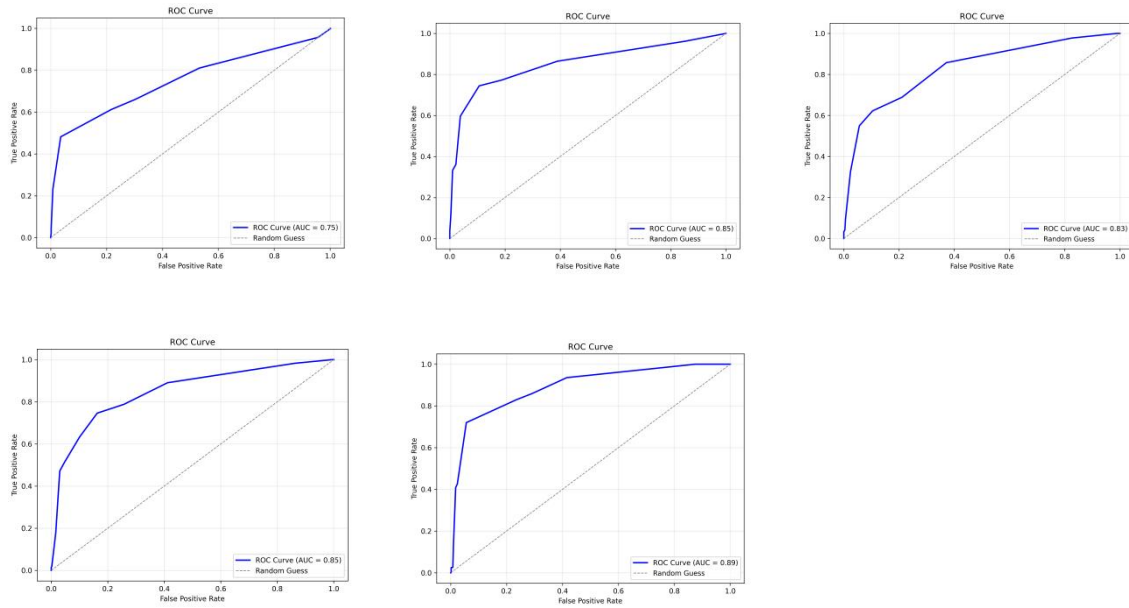 ROC Curve
1.0
0.8
0.6
0.4
0.2
0.0
True Positive Rate
ROC Curve (AUC = 0.75)
Random Guess
0.0 0.2 0.4 0.6 0.8 1.0
False Positive Rate
ROC Curve
1.0
0.8
0.6
0.4
0.2
0.0
True Positive Rate
ROC Curve (AUC = 0.85)
Random Guess
0.0 0.2 0.4 0.6 0.8 1.0
False Positive Rate
ROC Curve
1.0
0.8
0.6
0.4
0.2
0.0
True Positive Rate
ROC Curve (AUC = 0.83)
Random Guess
0.0 0.2 0.4 0.6 0.8 1.0
False Positive Rate
ROC Curve
1.0
0.8
0.6
0.4
0.2
0.0
True Positive Rate
ROC Curve (AUC = 0.85)
Random Guess
0.0 0.2 0.4 0.6 0.8 1.0
False Positive Rate
ROC Curve
1.0
0.8
0.6
0.4
0.2
0.0
True Positive Rate
ROC Curve (AUC = 0.89)
Random Guess
0.0 0.2 0.4 0.6 0.8 1.0
False Positive Rate